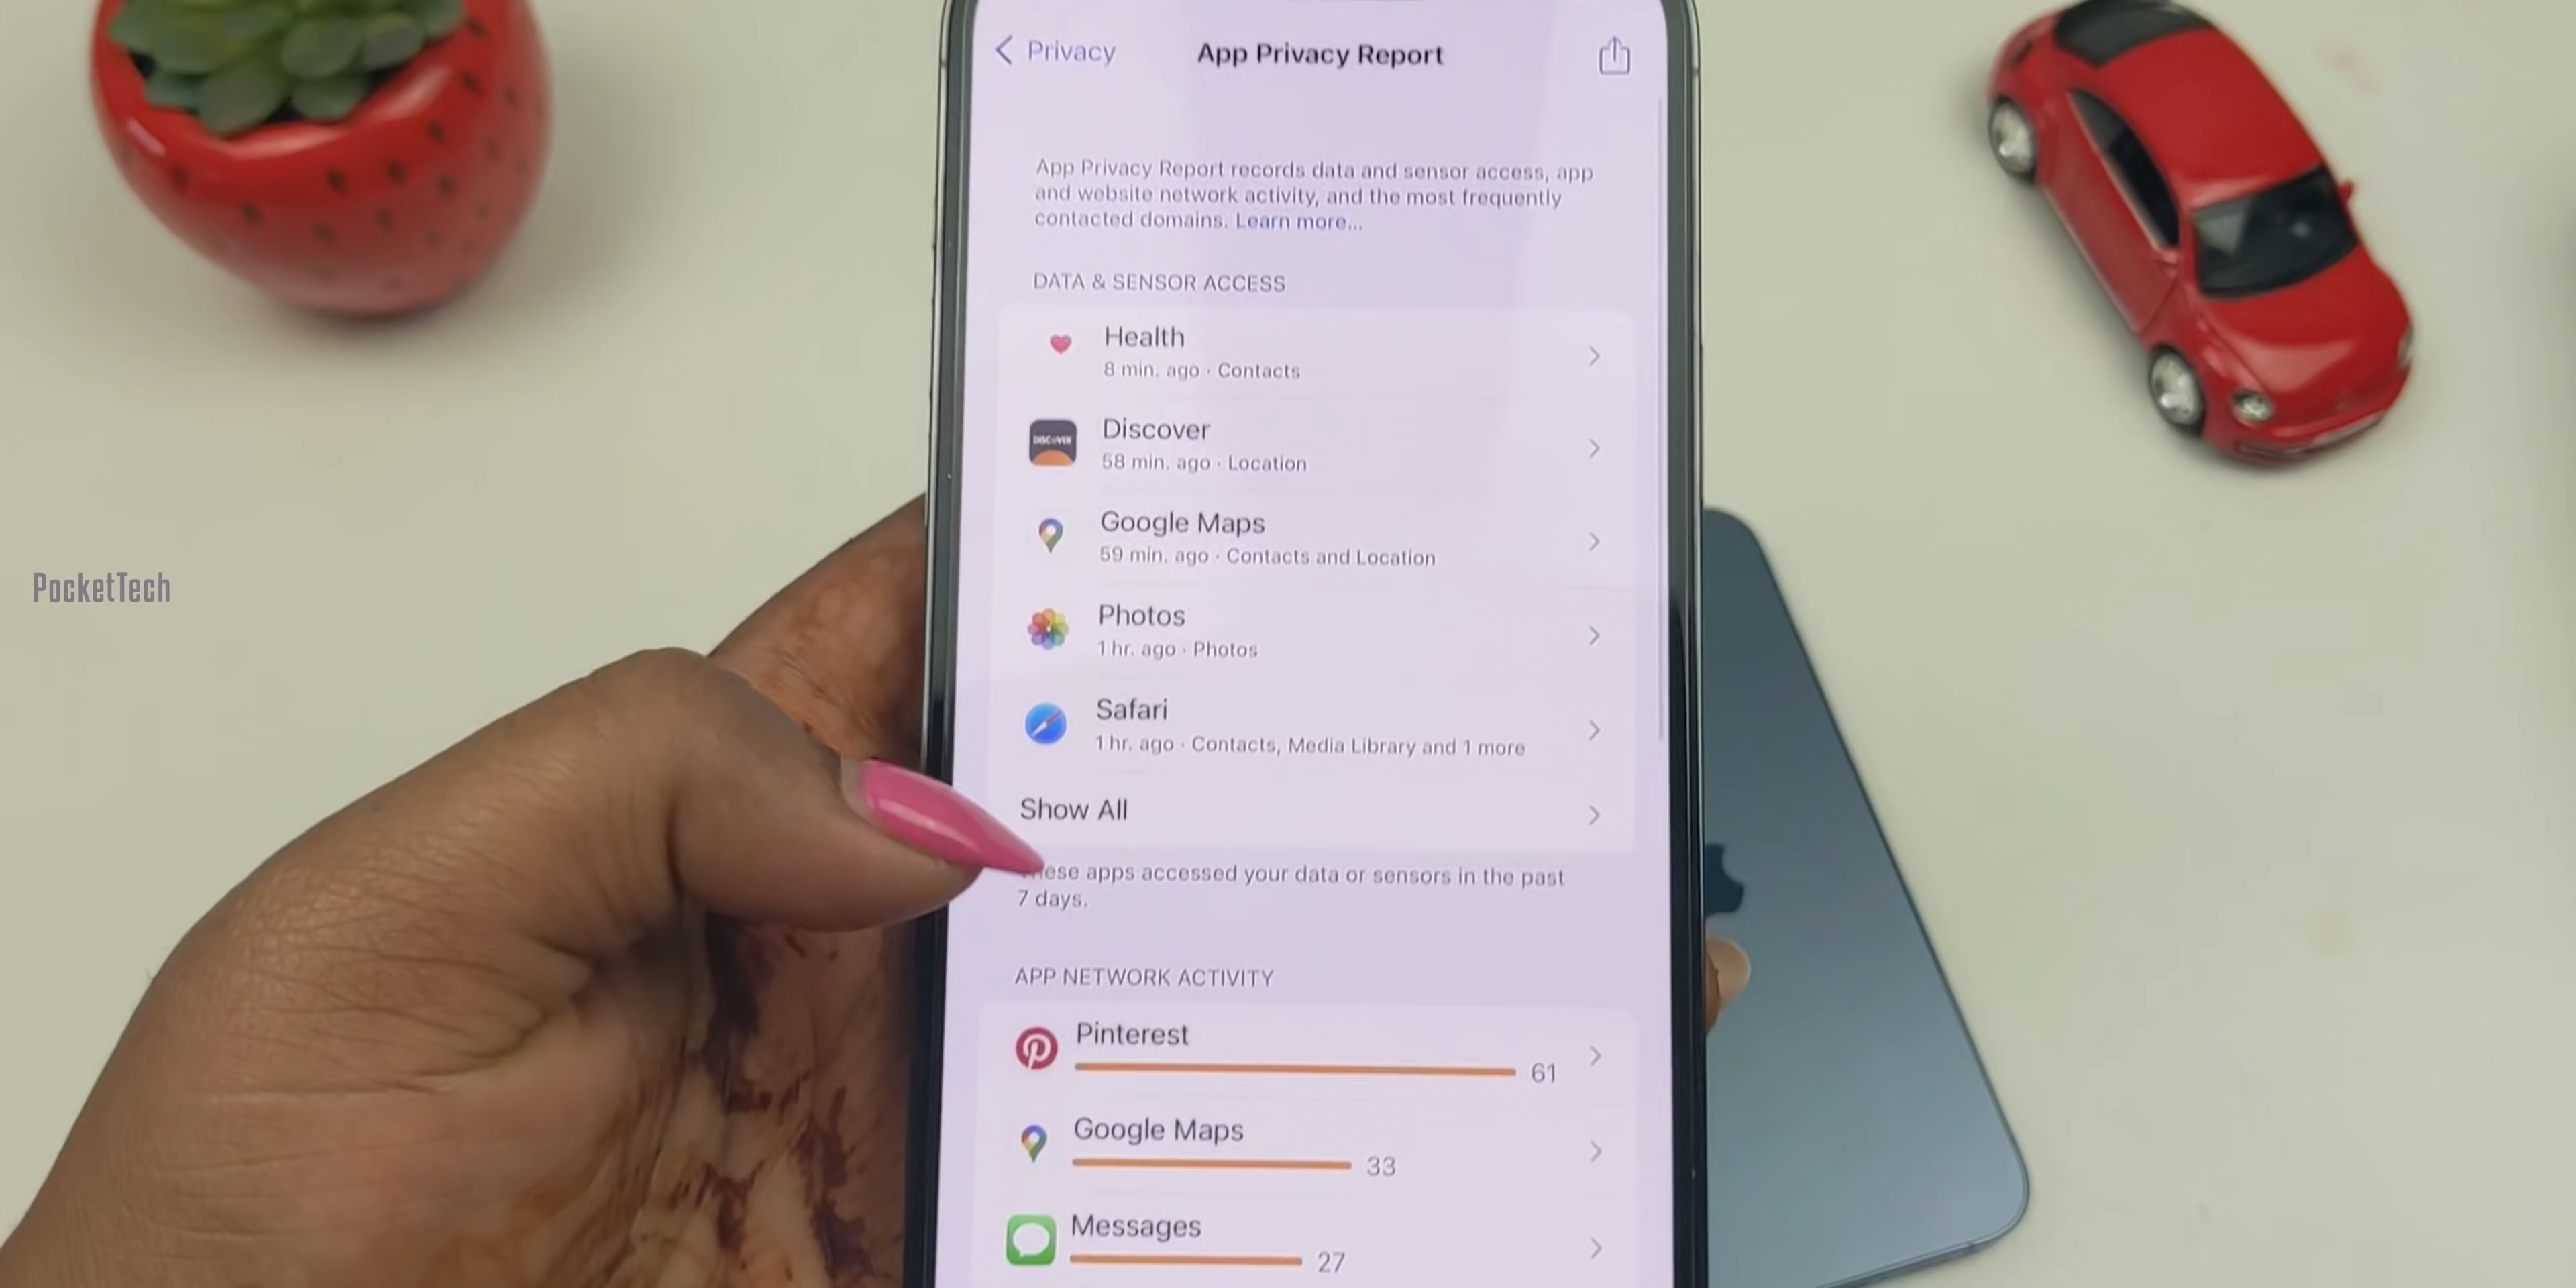 Privacy
App Privacy Report
App Privacy Report records data and sensor access, app
and website network activity, and the most frequently
contacted domains. Learn more...
DATA & SENSOR ACCESS
Health
8 min. ago · Contacts
DISCOVER
Discover
58 min. ago · Location
Google Maps
59 min. ago · Contacts and Location
PocketTech
Photos
1 hr. ago · Photos
Safari
1 hr. ago · Contacts, Media Library and 1 more
Show All
apps accessed your data or sensors in the past
7 days.
APP NETWORK ACTIVITY
Pinterest
61
Google Maps
33
Messages
27